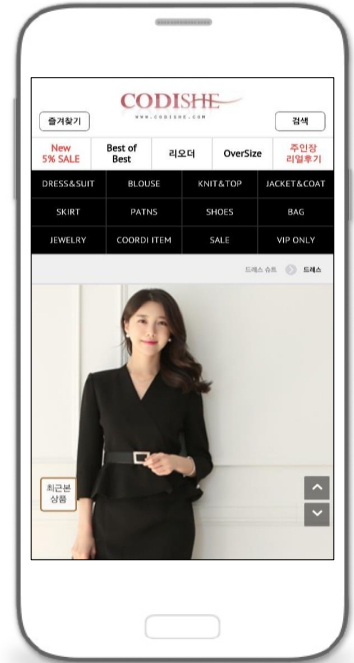 CODISHE
WWW.CODISHE.COM
즐겨찾기
검색
New
5% SALE
Best of
Best
리오더
OverSize
주인장
리얼후기
DRESS&SUIT
BLOUSE
KNIT&TOP
JACKET&COAT
SKIRT
PATNS
SHOES
BAG
JEWELRY
COORDI ITEM
SALE
VIP ONLY
드레스 슈트
드레스
최근본
상품